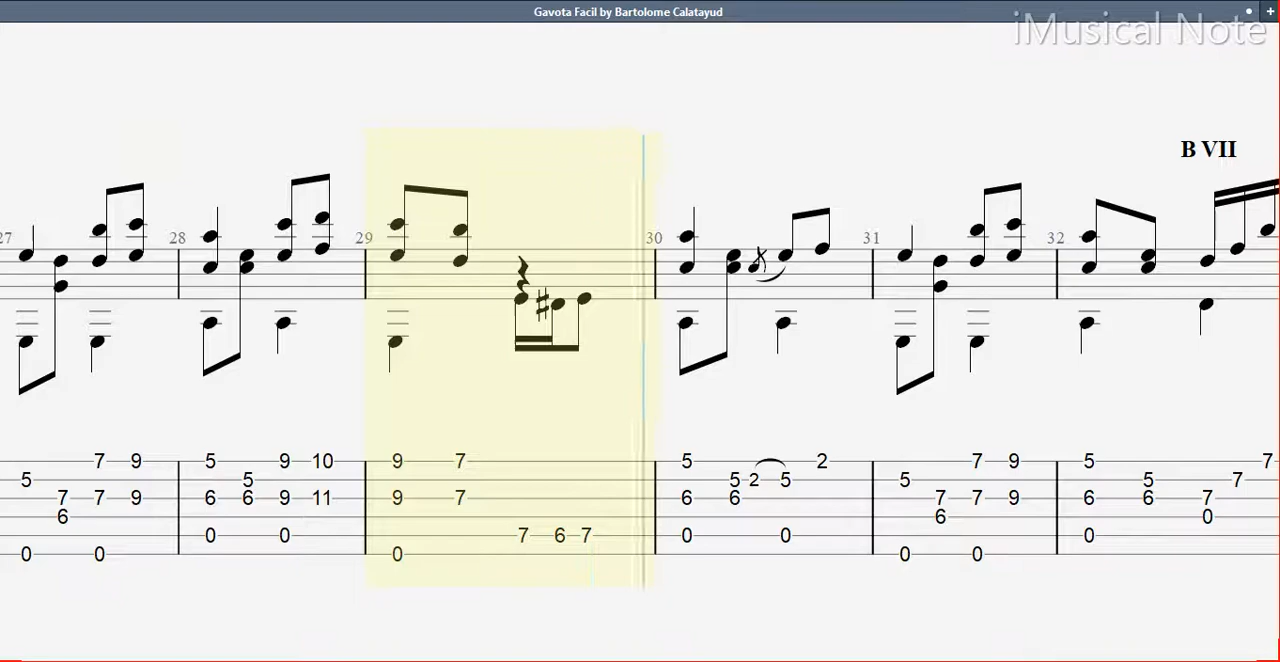 Gavota Facil by Bartolome Calatayud
iMusical Note
B VII
27 28 29 30 31 32
7 9 5 9 10 9 7 5 2 7 9 5 7
5 5 5 2 5 5 5 7
7 7 9 6 6 9 11 9 7 6 6 7 7 9 6 6 7
6 6 0
0 0 7 6 7 0 0 0
0 0 0 0 0